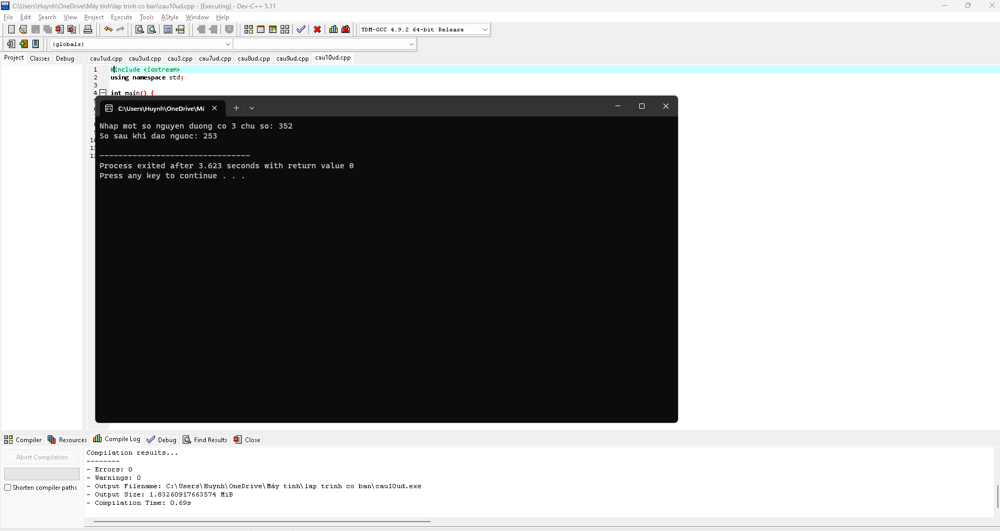 C:\Users\Huynh\OneDrive\Máy tính\lap trinh co ban\cau10ud.cpp - [Executing] - Dev-C++ 5.11
File Edit Search View Project Execute Tools AStyle Window Help
TDM-GCC 4.9.2 64-bit Release
(globals)
Project Classes Debug
cau1ud.cpp cau3ud.cpp cau3.cpp cau7ud.cpp cau8ud.cpp cau9ud.cpp cau10ud.cpp
1 #include <iostream>
2 using namespace std;
3
4 int main() {
C:\Users\Huynh\OneDrive\Má
Nhap mot so nguyen duong co 3 chu so: 352
So sau khi dao nguoc: 253
--------------------------------
Process exited after 3.623 seconds with return value 0
Press any key to continue . . .
Compiler Resources Compile Log Debug Find Results Close
Abort Compilation
Shorten compiler paths
Compilation results...
--------
- Errors: 0
- Warnings: 0
- Output Filename: C:\Users\Huynh\OneDrive\Máy tính\lap trinh co ban\cau10ud.exe
- Output Size: 1.83260917663574 MiB
- Compilation Time: 0.69s